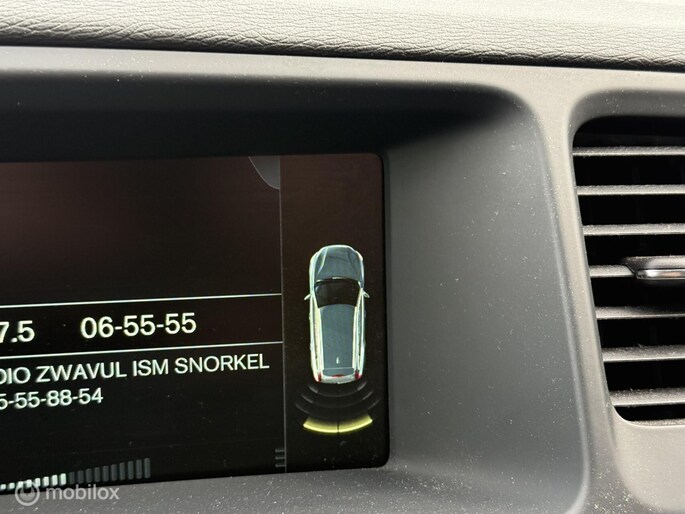 7.5 06-55-55
DIO ZWAVUL ISM SNORKEL
5-55-88-54
mobilox